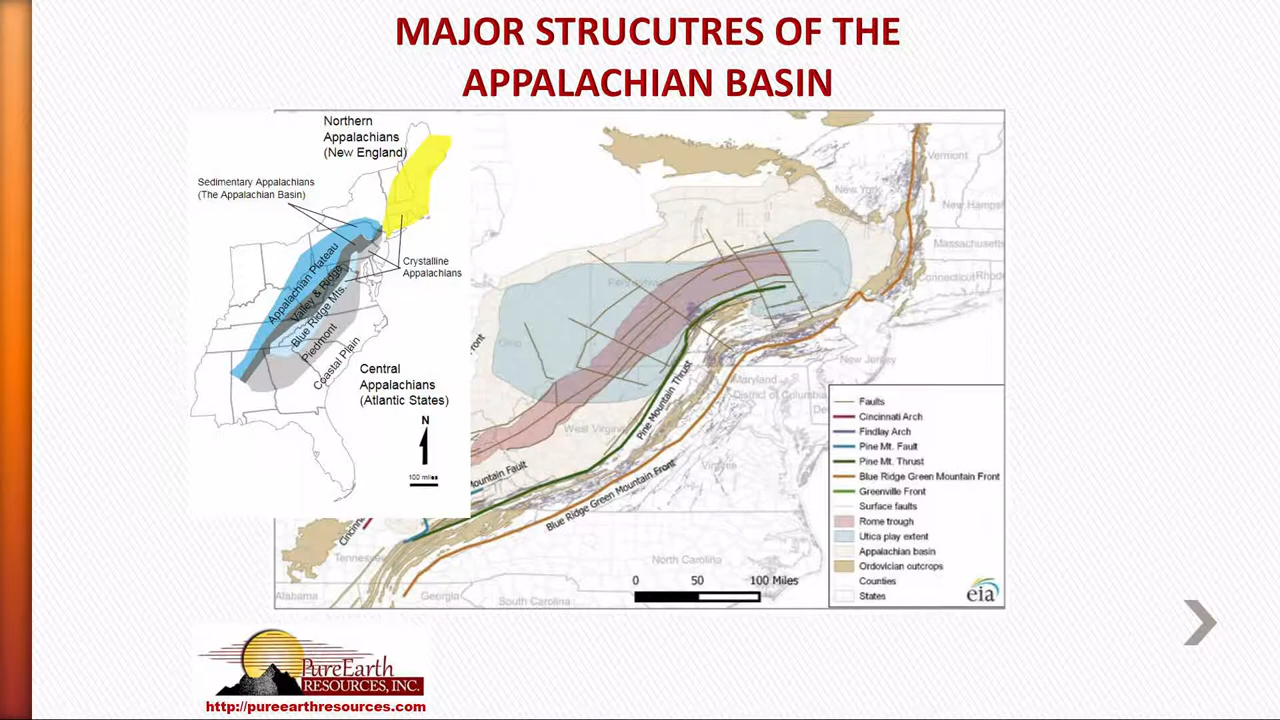 MAJOR STRUCUTRES OF THE
APPALACHIAN BASIN
Northern
Appalachians
(New England)
Sedimentary Appalachians
(The Appalachian Basin)
Crystalline
Appalachians
Appalachian Plateau
Valley & Ridge
Blue Ridge Mts.
Piedmont
Coastal Plain
Central
Appalachians
(Atlantic States)
N
100 miles
Vermont
New York
New Hampsh
Massachusetts
Connecticut
Rhode
Ohio
ront
New Jersey
Maryland
District of Columbia
De
West Virginia
Virginia
Pine Mountain Thrust
Mountain Fault
Blue Ridge Green Mountain Front
Cincinn
Tennessee
North Carolina
Alabama
Georgia
South Carolina
0 50 100 Miles
Faults
Cincinnati Arch
Findlay Arch
Pine Mt. Fault
Pine Mt. Thrust
Blue Ridge Green Mountain Front
Greenville Front
Surface faults
Rome trough
Utica play extent
Appalachian basin
Ordovician outcrops
Counties
States
eia
PureEarth
RESOURCES, INC.
http://pureearthresources.com